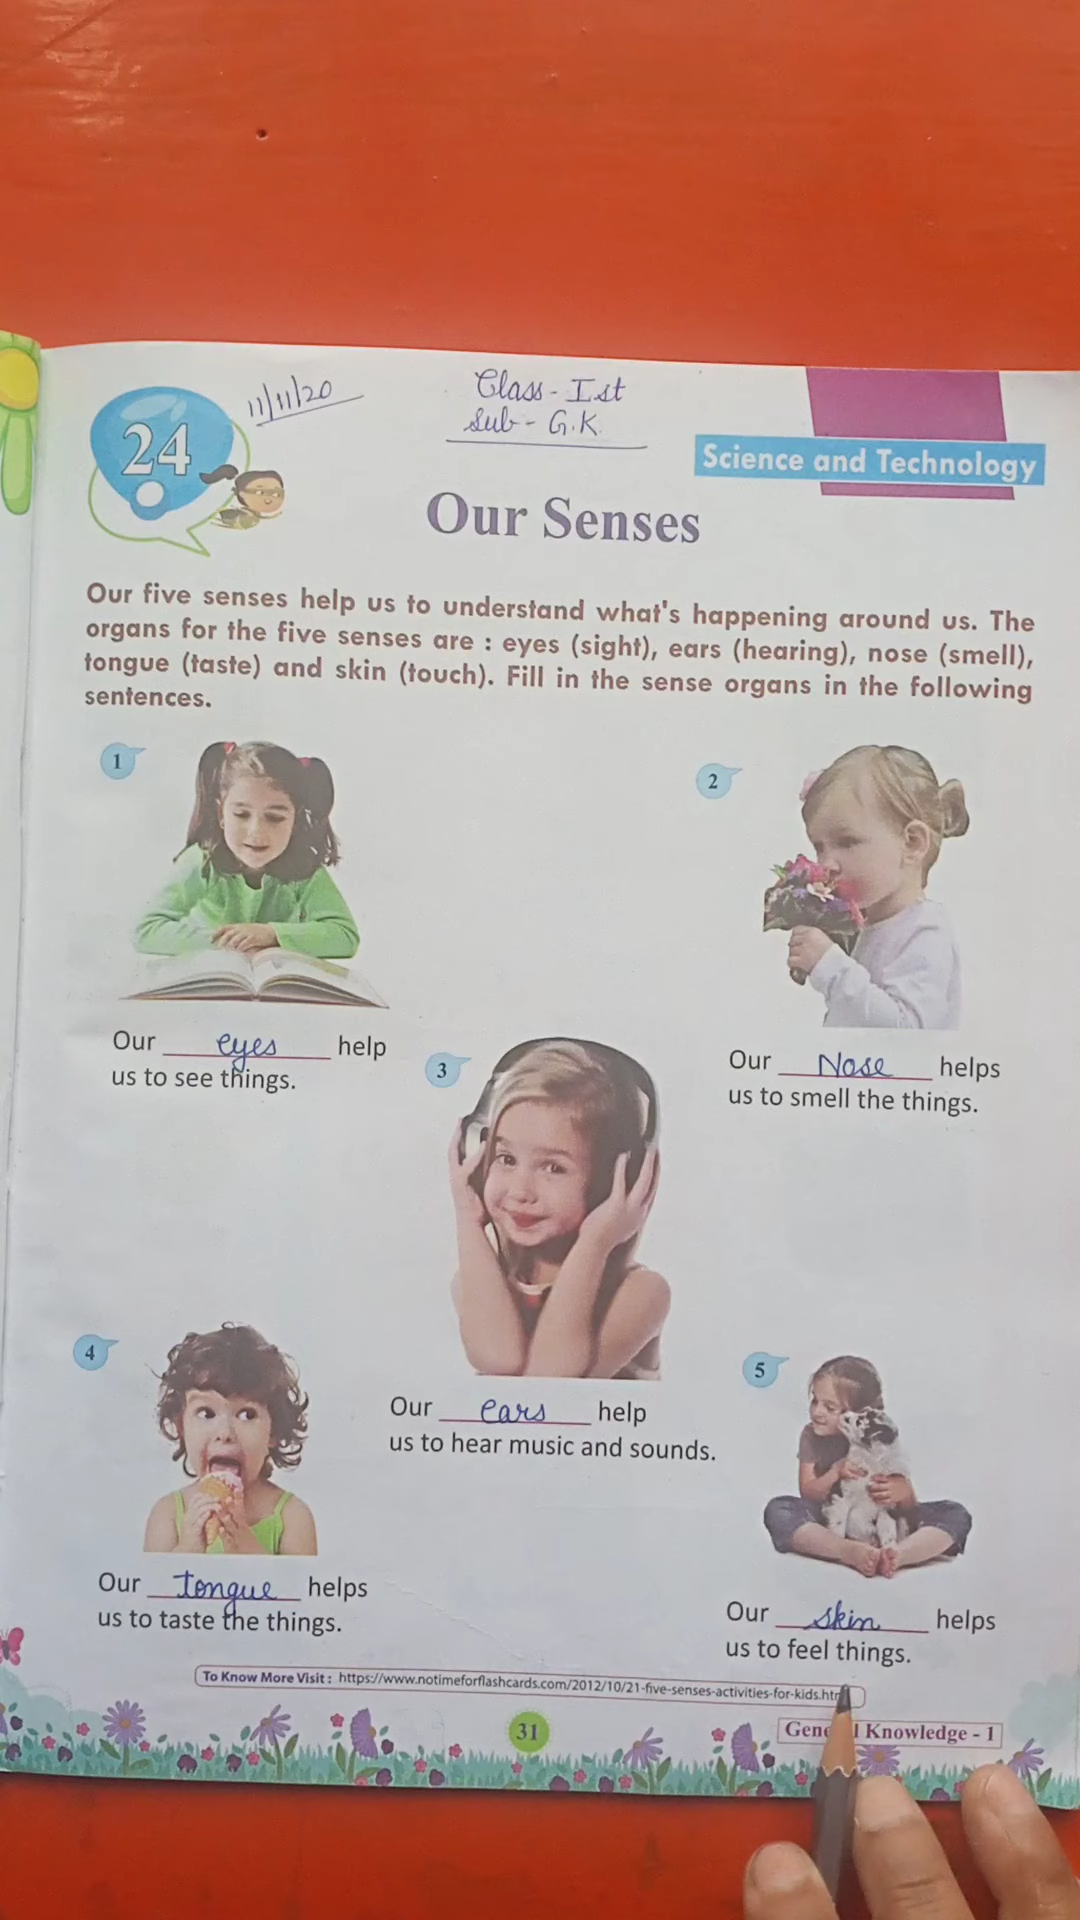 11/11/20
Class - Ist
Sub - G.K.
24
Science and Technology
Our Senses
Our five senses help us to understand what's happening around us. The
organs for the five senses are : eyes (sight), ears (hearing), nose (smell),
tongue (taste) and skin (touch). Fill in the sense organs in the following
sentences.
1
Our eyes help
us to see things.
2
Our Nose helps
us to smell the things.
3
Our ears help
us to hear music and sounds.
4
Our tongue helps
us to taste the things.
5
Our skin helps
us to feel things.
To Know More Visit : https://www.notimeforflashcards.com/2012/10/21-five-senses-activities-for-kids.htm
31
Gene l Knowledge - 1